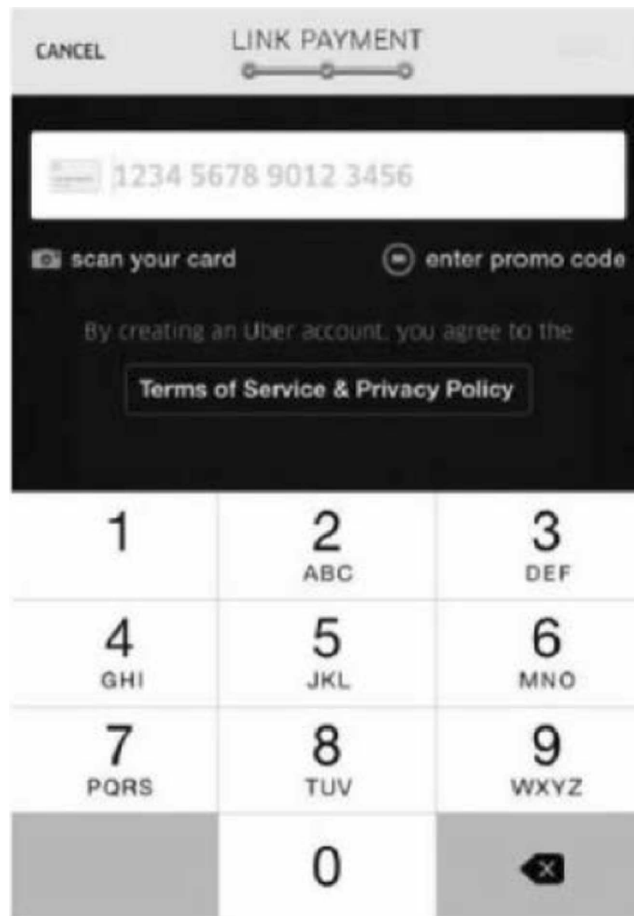 CANCEL
LINK PAYMENT
1234 5678 9012 3456
scan your card
enter promo code
By creating an Uber account, you agree to the
Terms of Service & Privacy Policy
1
2
ABC
3
DEF
4
GHI
5
JKL
6
MNO
7
PQRS
8
TUV
9
WXYZ
0